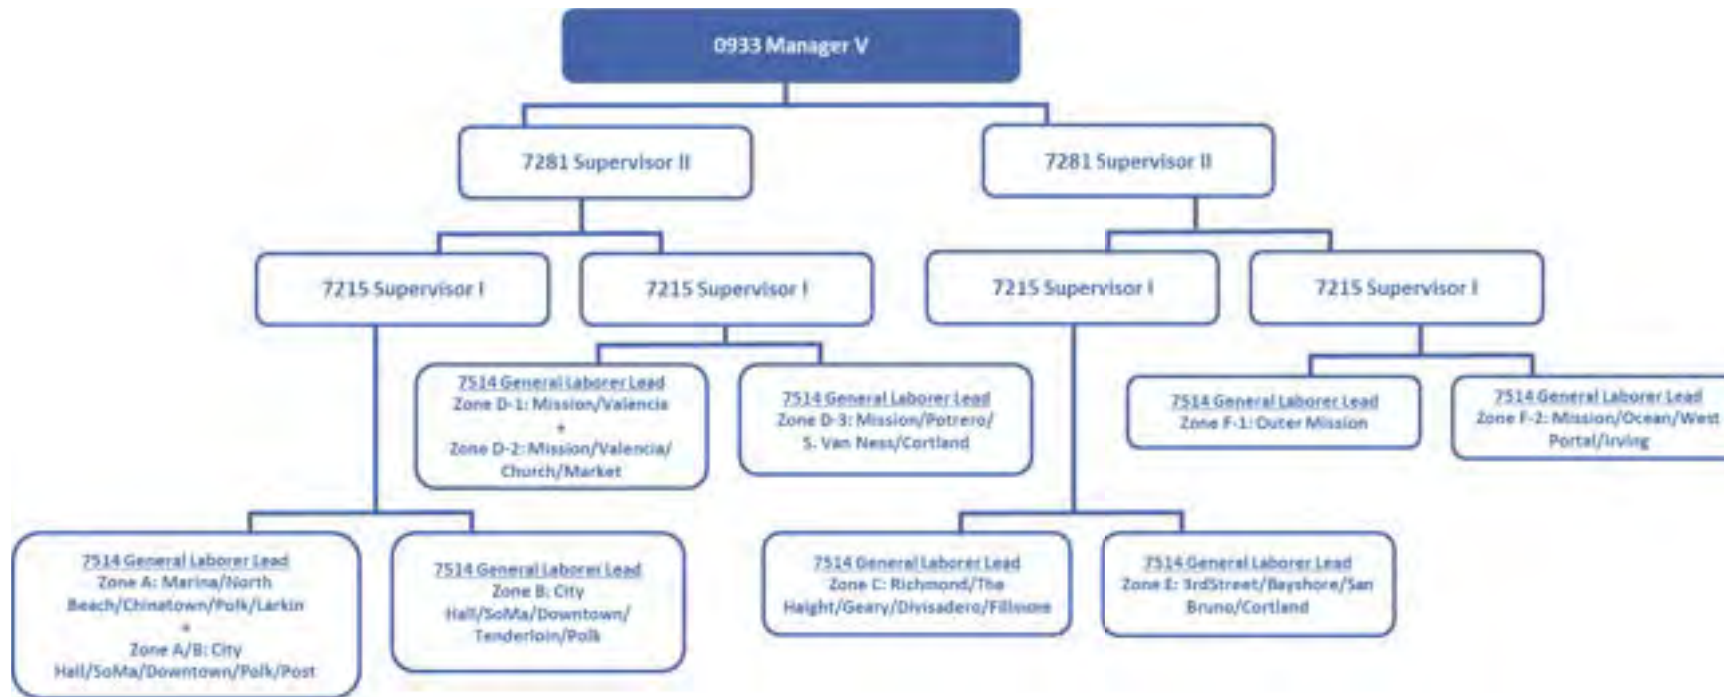 0933 Manager V
7281 Supervisor II
7281 Supervisor II
7215 Supervisor I
7215 Supervisor I
7215 Supervisor I
7215 Supervisor I
7514 General Laborer Lead
Zone D-1: Mission/Valencia
+
Zone D-2: Mission/Valencia/
Church/Market
7514 General Laborer Lead
Zone D-3: Mission/Potrero/
S. Van Ness/Cortland
7514 General Laborer Lead
Zone F-1: Outer Mission
7514 General Laborer Lead
Zone F-2: Mission/Ocean/West
Portal/Irving
7514 General Laborer Lead
Zone A: Marina/North
Beach/Chinatown/Polk/Larkin
+
Zone A/B: City
Hall/SoMa/Downtown/Polk/Post
7514 General Laborer Lead
Zone B: City
Hall/SoMa/Downtown/
Tenderloin/Polk
7514 General Laborer Lead
Zone C: Richmond/The
Haight/Geary/Divisadero/Fillmore
7514 General Laborer Lead
Zone E: 3rdStreet/Bayshore/San
Bruno/Cortland